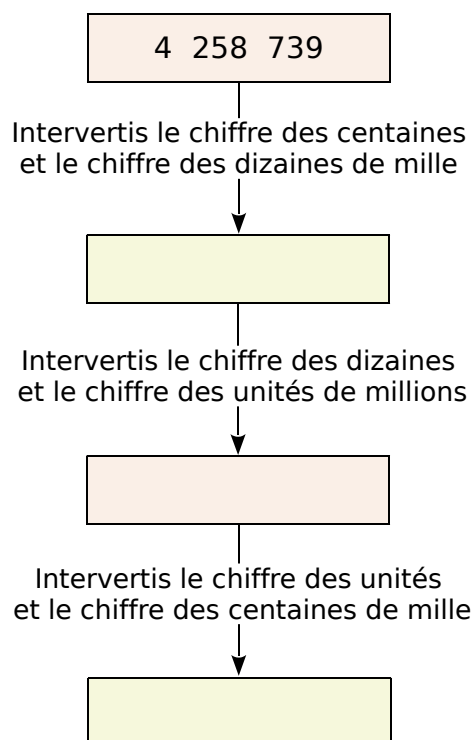 4 258 739
Intervertis le chiffre des centaines
et le chiffre des dizaines de mille
Intervertis le chiffre des dizaines
et le chiffre des unités de millions
Intervertis le chiffre des unités
et le chiffre des centaines de mille